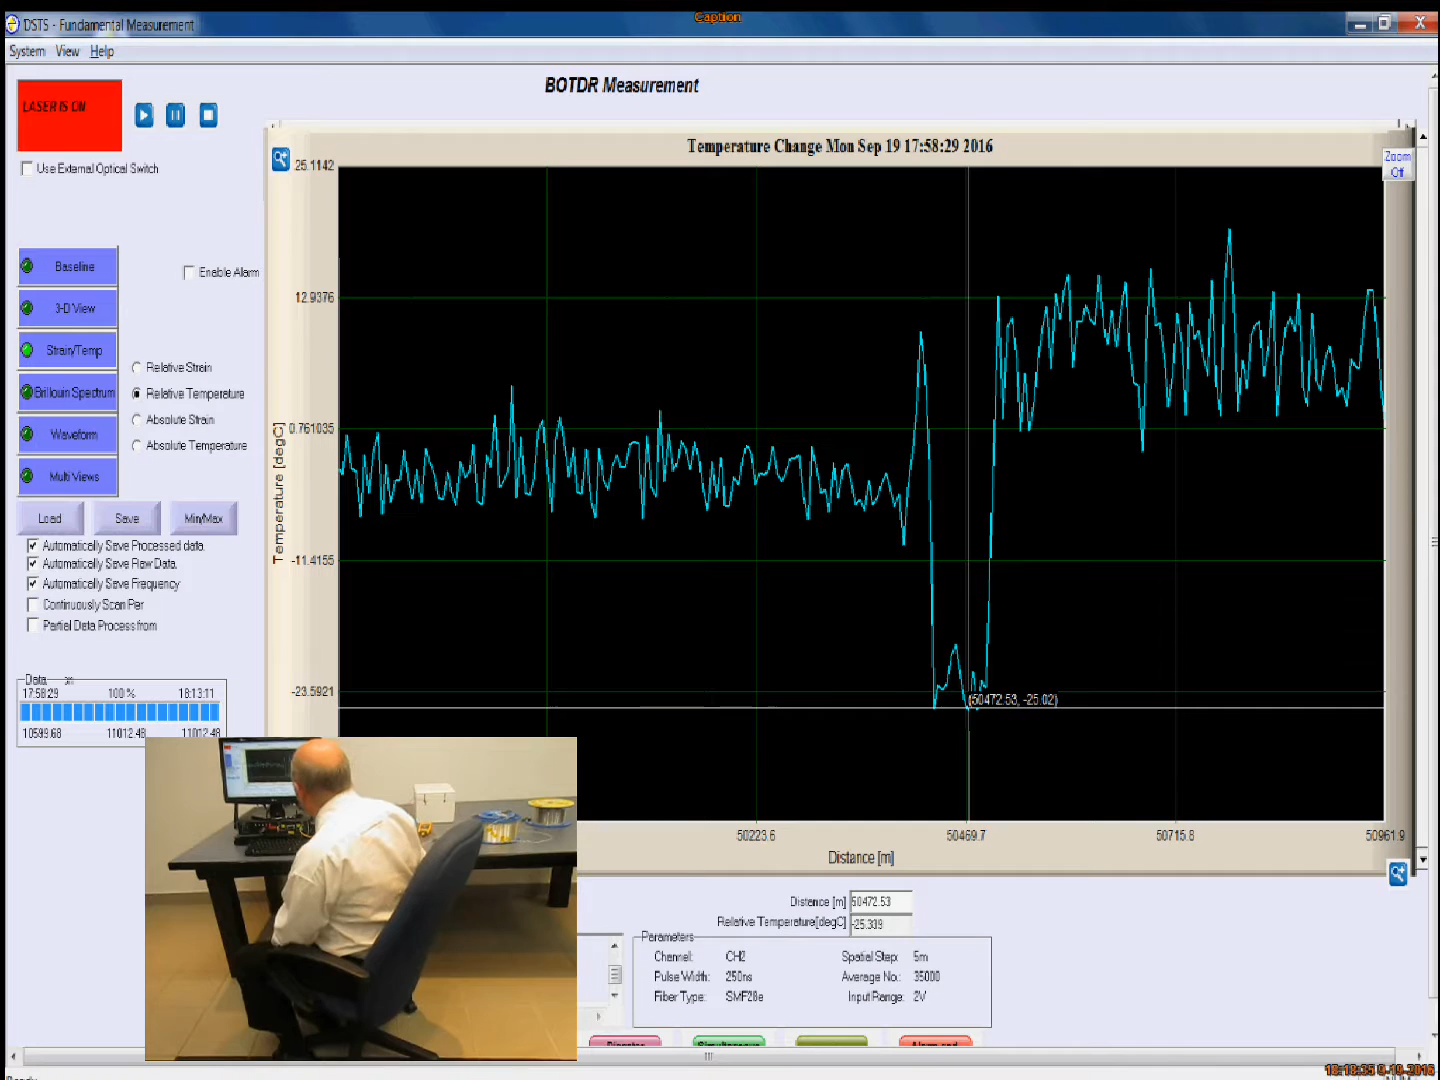 Caption
DSTS - Fundamental Measurement
System View Help
BOTDR Measurement
LASER IS ON
Use External Optical Switch
Temperature Change Mon Sep 19 17:58:29 2016
Zoom
Off
25.1142
12.9376
0.761035
-11.4155
-23.5921
Temperature [degC]
Baseline
Enable Alarm
3-D View
Strain/Temp
Relative Strain
Brillouin Spectrum
Relative Temperature
Waveform
Absolute Strain
Absolute Temperature
Multi Views
Load Save Min/Max
Automatically Save Processed data
Automatically Save Raw Data
Automatically Save Frequency
Continuously Scan Per
Partial Data Process from
Data
17:58:29 100 % 18:13:11
10599.68 11012.48 11012.48
(50472.53, -25.02)
50223.6 50469.7 50715.8 50961.9
Distance [m]
Distance [m] 50472.53
Relative Temperature[degC] -25.339
Parameters
Channel: CH2 Spatial Step: 5m
Pulse Width: 250ns Average No.: 35000
Fiber Type: SMF28e Input Range: 2V
18:18:35 9-19-2016